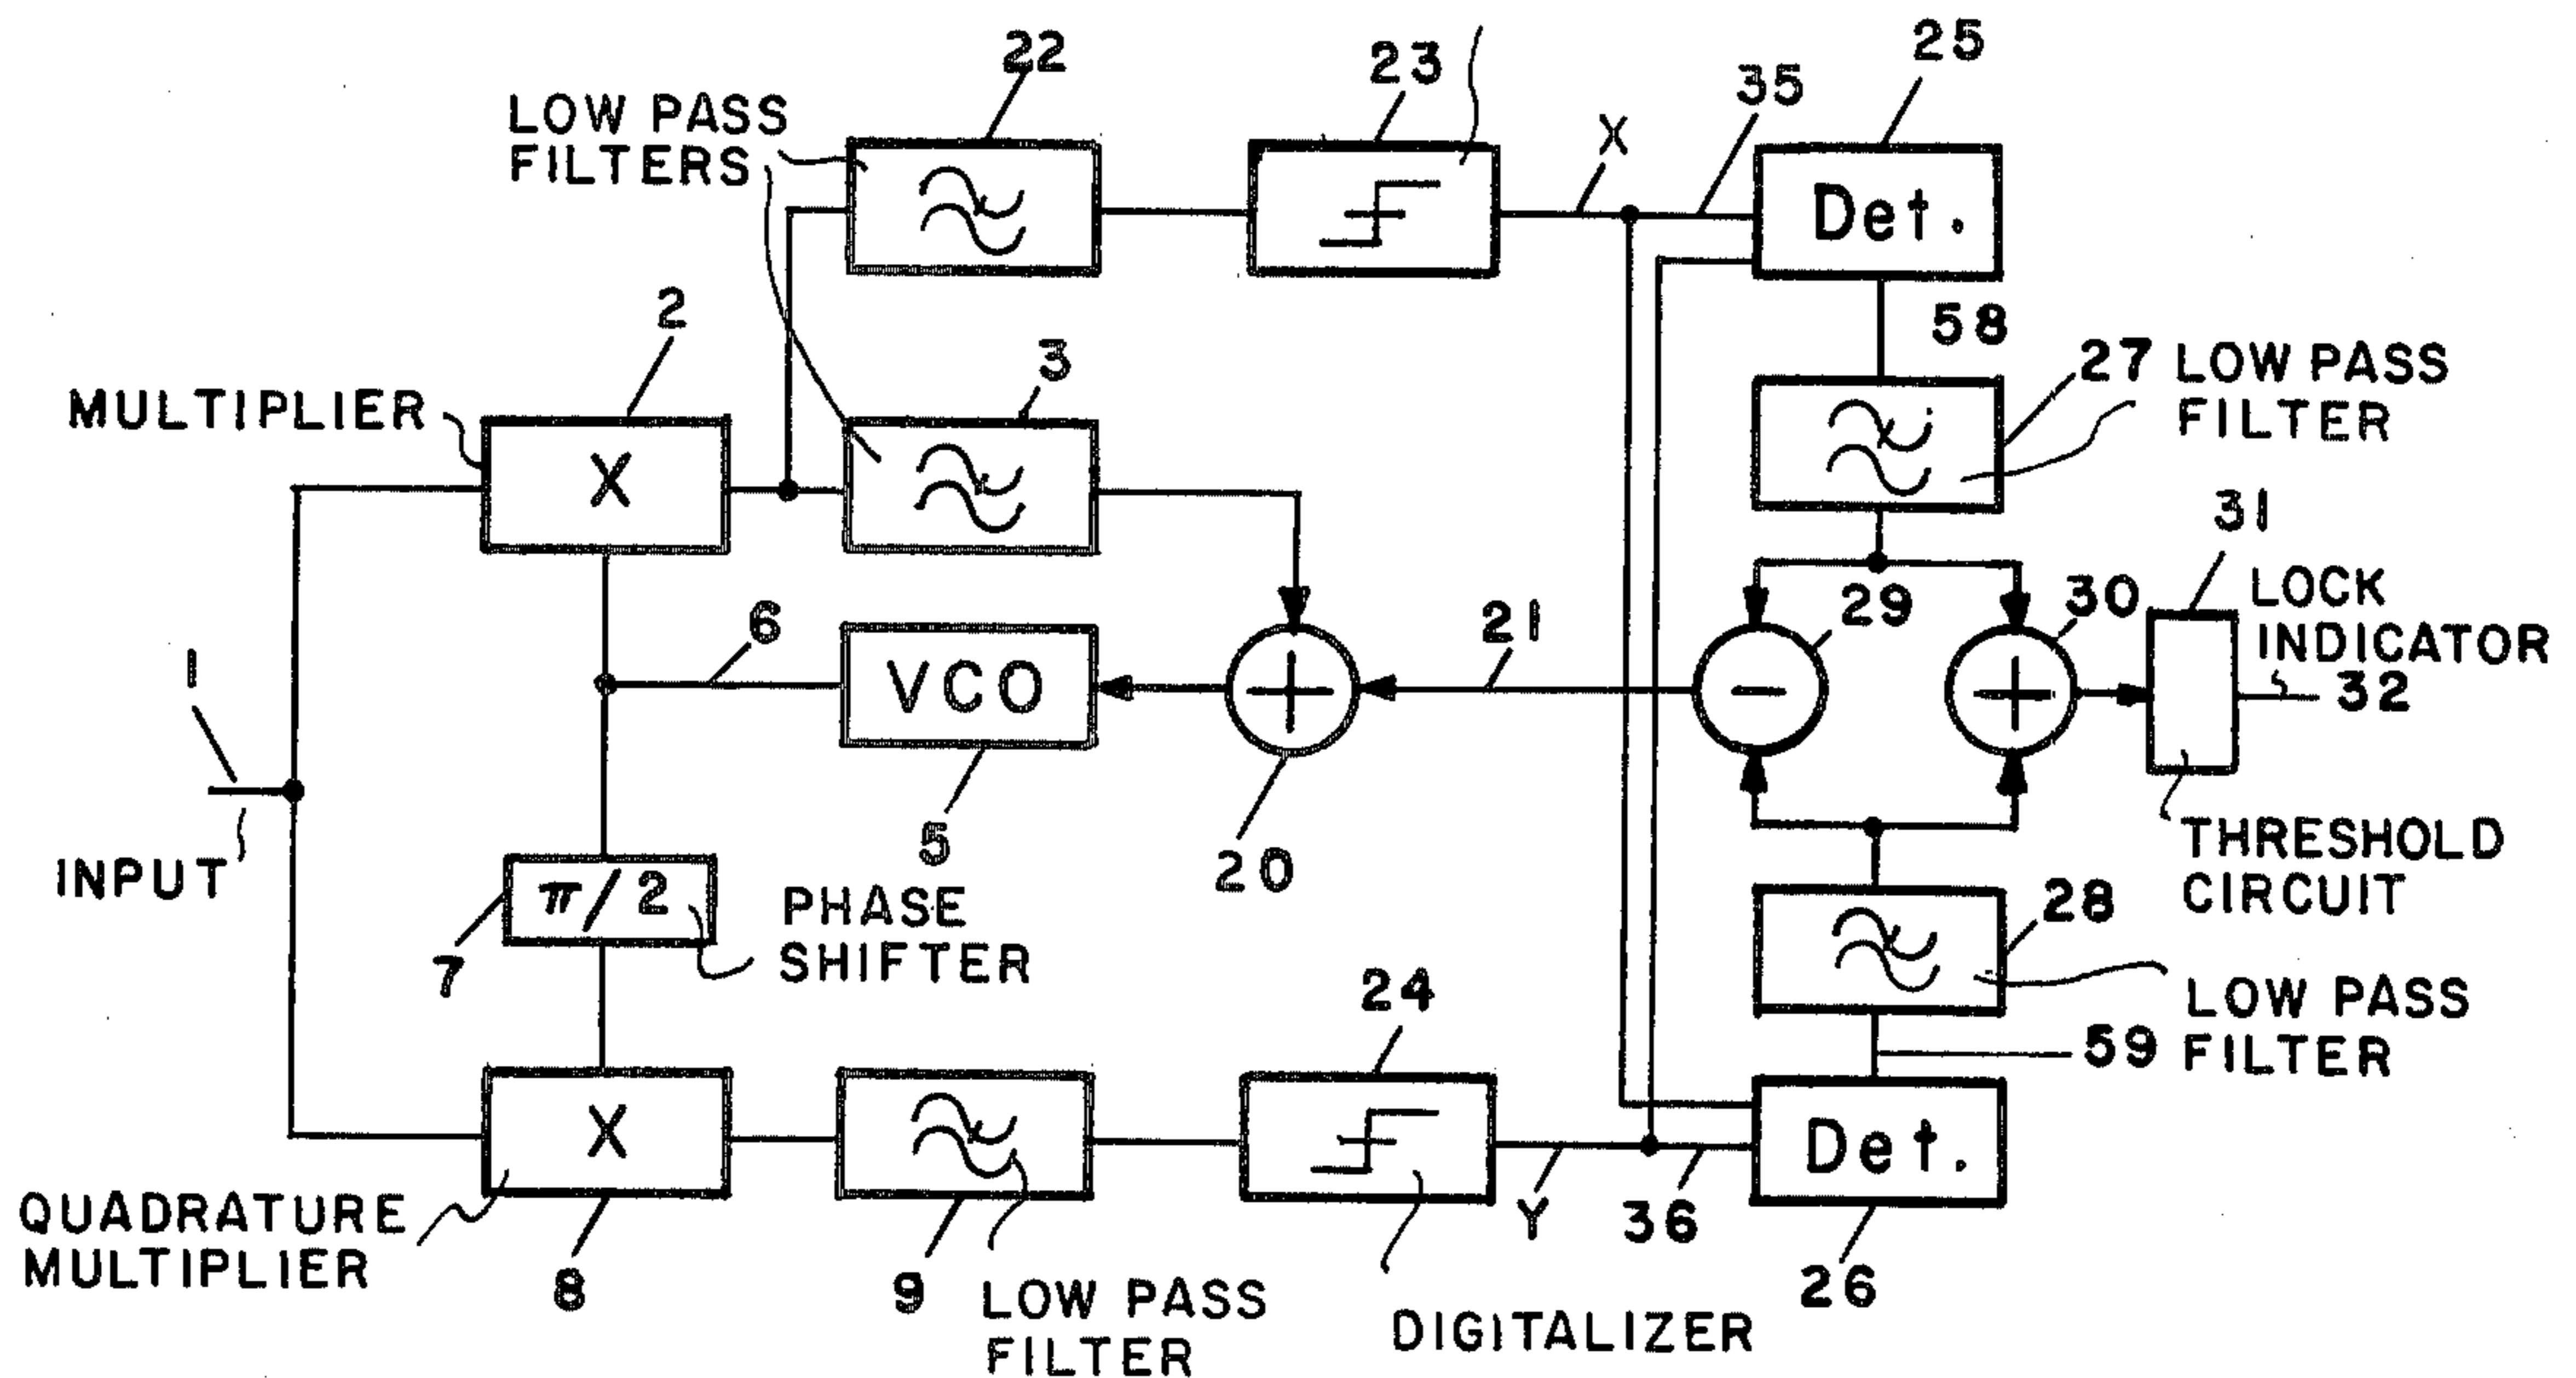 22
23
25
35
LOW PASS
FILTERS
X
Det.
2
58
3
27 LOW PASS
FILTER
MULTIPLIER
X
31
LOCK
INDICATOR
32
29
30
6
21
1
VCO
+
-
+
INPUT
5
20
THRESHOLD
CIRCUIT
π/2
PHASE
SHIFTER
7
28
24
LOW PASS
FILTER
59
X
Det.
QUADRATURE
MULTIPLIER
Y
36
8
9
LOW PASS
FILTER
26
DIGITALIZER